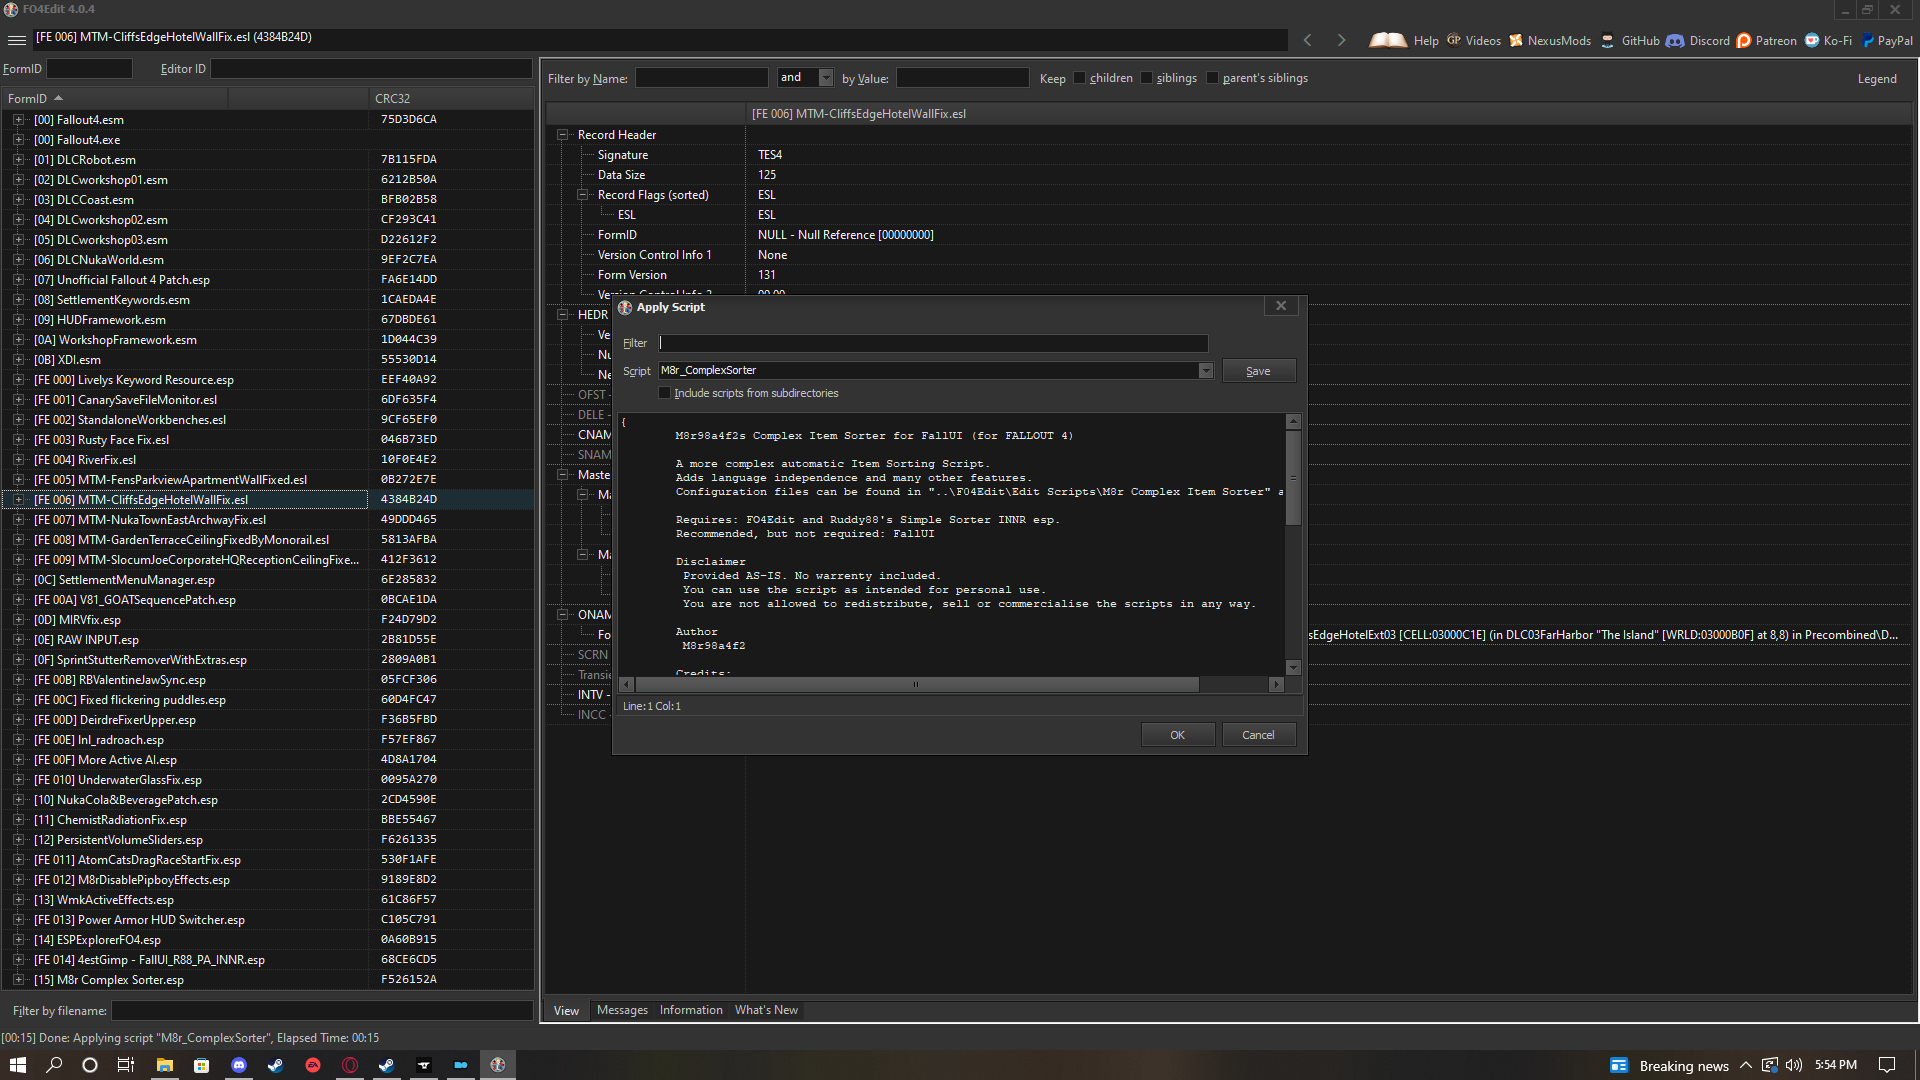 FO4Edit 4.0.4
[FE 006] MTM-CliffsEdgeHotelWallFix.esl (4384B24D)
Help Videos NexusMods GitHub Discord Patreon Ko-Fi PayPal
FormID Editor ID
FormID CRC32
[00] Fallout4.esm 75D3D6CA
[00] Fallout4.exe
[01] DLCRobot.esm 7B115FDA
[02] DLCworkshop01.esm 6212B50A
[03] DLCCoast.esm BFB02B58
[04] DLCworkshop02.esm CF293C41
[05] DLCworkshop03.esm D22612F2
[06] DLCNukaWorld.esm 9EF2C7EA
[07] Unofficial Fallout 4 Patch.esp FA6E14DD
[08] SettlementKeywords.esm 1CAEDA4E
[09] HUDFramework.esm 67DBDE61
[0A] WorkshopFramework.esm 1D044C39
[0B] XDI.esm 55530D14
[FE 000] Livelys Keyword Resource.esp EEF40A92
[FE 001] CanarySaveFileMonitor.esl 6DF635F4
[FE 002] StandaloneWorkbenches.esl 9CF65EF0
[FE 003] Rusty Face Fix.esl 046B73ED
[FE 004] RiverFix.esl 10F0E4E2
[FE 005] MTM-FensParkviewApartmentWallFixed.esl 0B272E7E
[FE 006] MTM-CliffsEdgeHotelWallFix.esl 4384B24D
[FE 007] MTM-NukaTownEastArchwayFix.esl 49DDD465
[FE 008] MTM-GardenTerraceCeilingFixedByMonorail.esl 5813AFBA
[FE 009] MTM-SlocumJoeCorporateHQReceptionCeilingFixe... 412F3612
[0C] SettlementMenuManager.esp 6E285832
[FE 00A] V81_GOATSequencePatch.esp 0BCAE1DA
[0D] MIRVfix.esp F24D79D2
[0E] RAW INPUT.esp 2B81D55E
[0F] SprintStutterRemoverWithExtras.esp 2809A0B1
[FE 00B] RBValentineJawSync.esp 05FCF306
[FE 00C] Fixed flickering puddles.esp 60D4FC47
[FE 00D] DeirdreFixerUpper.esp F36B5FBD
[FE 00E] Inl_radroach.esp F57EF867
[FE 00F] More Active AI.esp 4D8A1704
[FE 010] UnderwaterGlassFix.esp 0095A270
[10] NukaCola&BeveragePatch.esp 2CD4590E
[11] ChemistRadiationFix.esp BBE55467
[12] PersistentVolumeSliders.esp F6261335
[FE 011] AtomCatsDragRaceStartFix.esp 530F1AFE
[FE 012] M8rDisablePipboyEffects.esp 9189E8D2
[13] WmkActiveEffects.esp 61C86F57
[FE 013] Power Armor HUD Switcher.esp C105C791
[14] ESPExplorerFO4.esp 0A60B915
[FE 014] 4estGimp - FallUI_R88_PA_INNR.esp 68CE6CD5
[15] M8r Complex Sorter.esp F526152A
Filter by filename:
Filter by Name: and by Value: Keep children siblings parent's siblings Legend
[FE 006] MTM-CliffsEdgeHotelWallFix.esl
Record Header
Signature TES4
Data Size 125
Record Flags (sorted) ESL
ESL ESL
FormID NULL - Null Reference [00000000]
Version Control Info 1 None
Form Version 131
HEDR
Ve
Nu
Ne
OFST -
DELE -
CNAM
SNAM
Maste
Ma
Ma
ONAM
Fo
sEdgeHotelExt03 [CELL:03000C1E] (in DLC03FarHarbor "The Island" [WRLD:03000B0F] at 8,8) in Precombined\D...
SCRN
Transie
INTV -
INCC -
Apply Script
Filter
Script M8r_ComplexSorter Save
Include scripts from subdirectories
{
M8r98a4f2s Complex Item Sorter for FallUI (for FALLOUT 4)
A more complex automatic Item Sorting Script.
Adds language independence and many other features.
Configuration files can be found in "..\FO4Edit\Edit Scripts\M8r Complex Item Sorter" a
Requires: FO4Edit and Ruddy88's Simple Sorter INNR esp.
Recommended, but not required: FallUI
Disclaimer
Provided AS-IS. No warrenty included.
You can use the script as intended for personal use.
You are not allowed to redistribute, sell or commercialise the scripts in any way.
Author
M8r98a4f2
Credits:
Line:1 Col:1
OK Cancel
View Messages Information What's New
[00:15] Done: Applying script "M8r_ComplexSorter", Elapsed Time: 00:15
Breaking news 5:54 PM